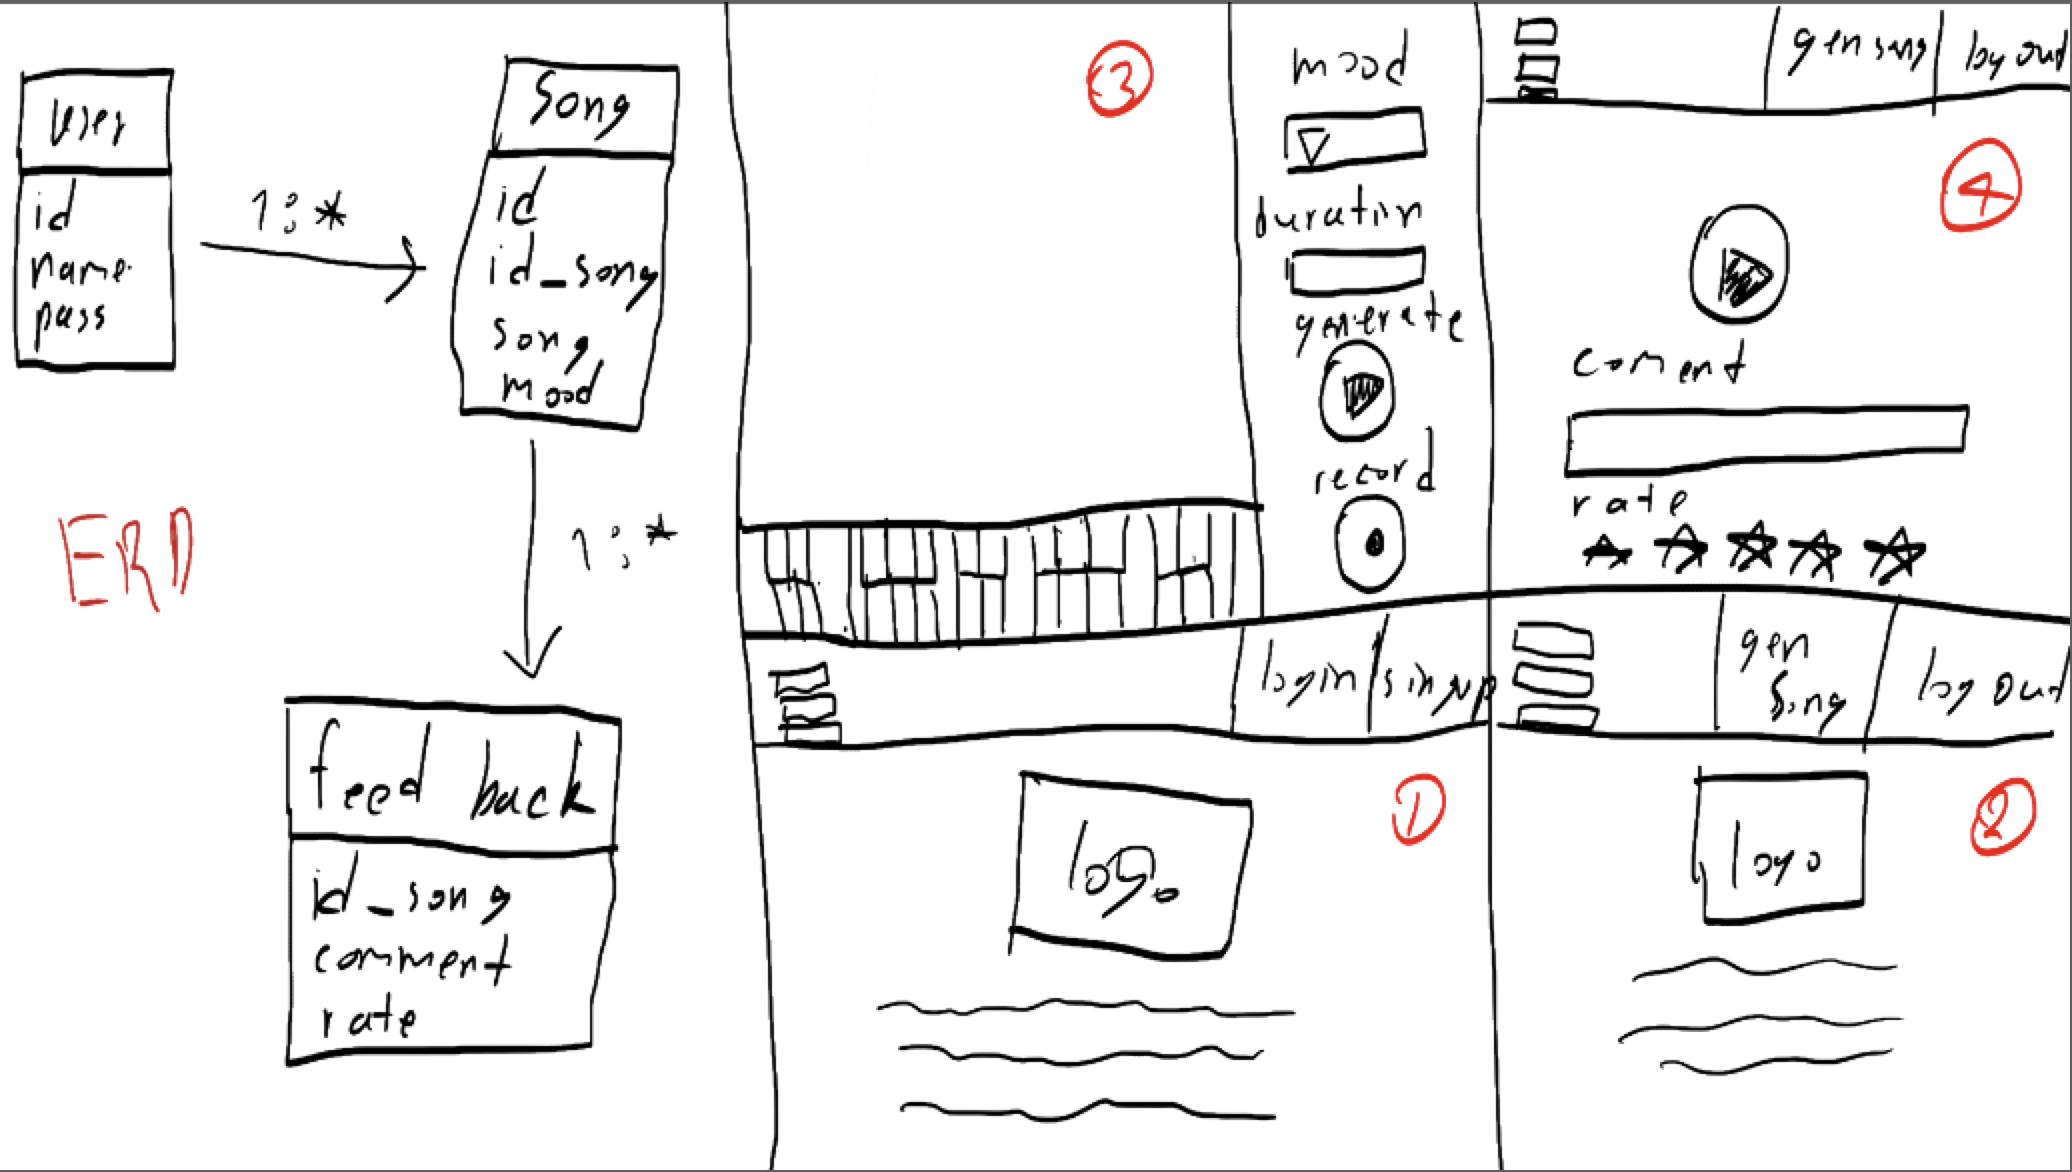 User
id
name
pass
1:*
Song
id
id_song
song
mood
1:*
ERD
feed back
id_song
comment
rate
3
mood
duration
generate
record
gen song
log out
4
coment
rate
login
singup
1
logo
gen
song
log out
2
logo